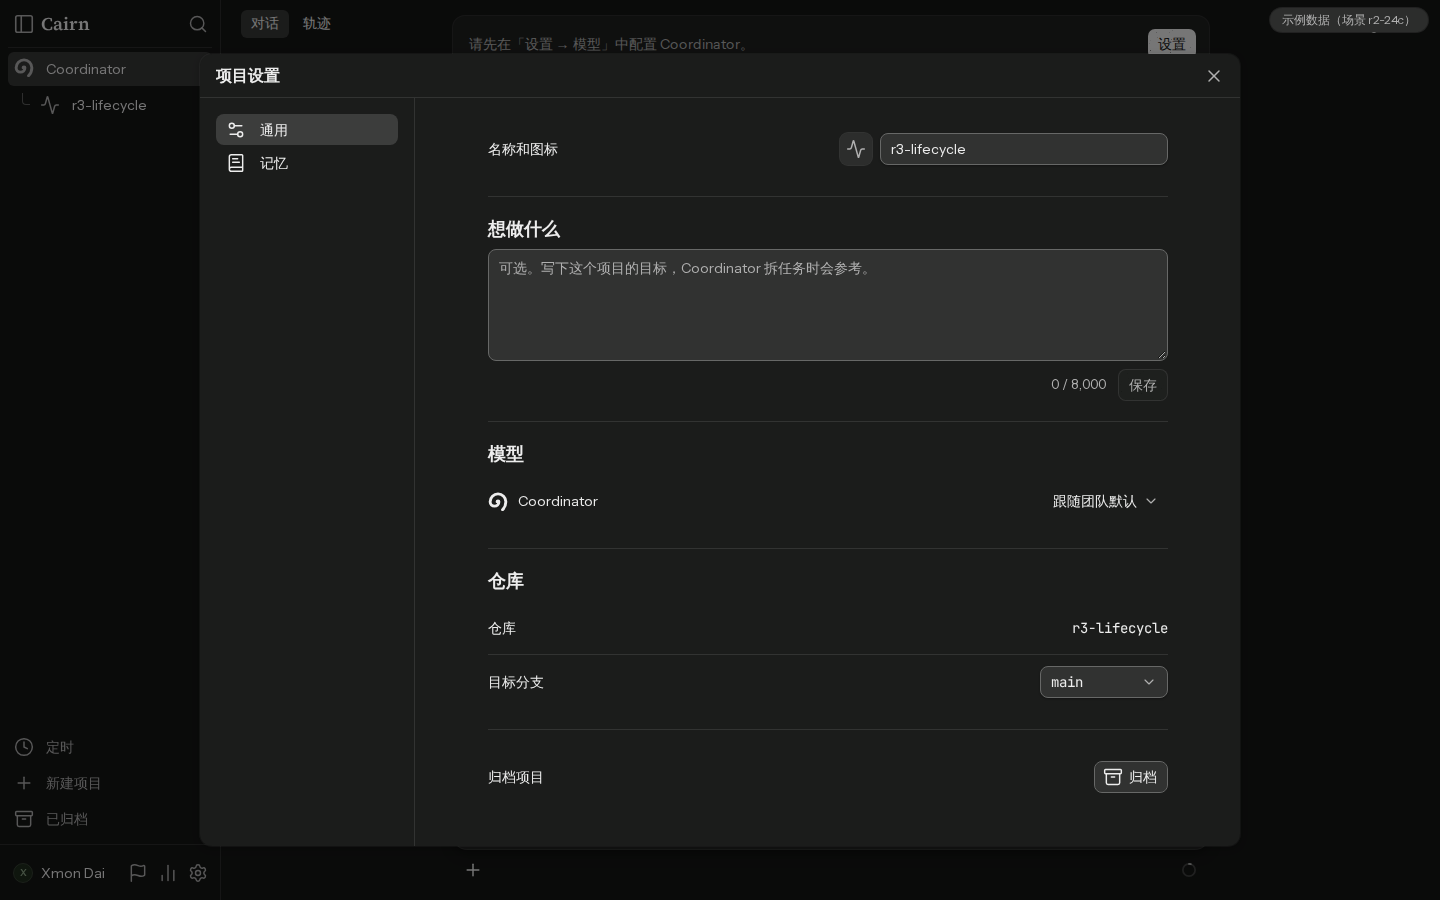 Cairn
对话
轨迹
示例数据（场景 r2-24c）
请先在「设置 → 模型」中配置 Coordinator。
设置
Coordinator
r3-lifecycle
项目设置
通用
记忆
名称和图标
r3-lifecycle
想做什么
可选。写下这个项目的目标，Coordinator 拆任务时会参考。
0 / 8,000
保存
模型
Coordinator
跟随团队默认
仓库
仓库
r3-lifecycle
目标分支
main
归档项目
归档
定时
新建项目
已归档
X
Xmon Dai